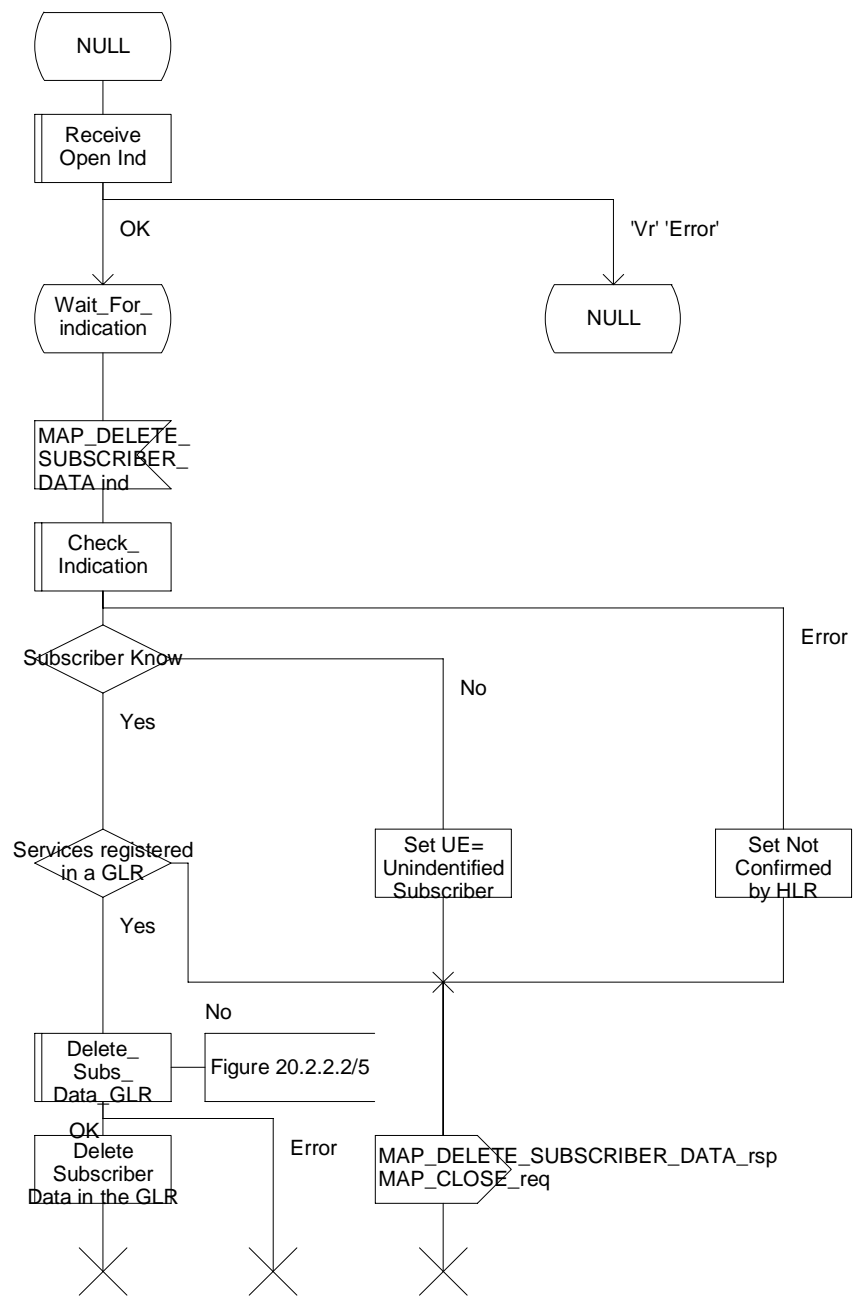 NULL
Receive
Open Ind
OK
'Vr' 'Error'
Wait_For_
indication
NULL
MAP_DELETE_
SUBSCRIBER_
DATA ind
Check_
Indication
Error
Subscriber Know
No
Yes
Services registered
in a GLR
Set UE=
Unindentified
Subscriber
Set Not
Confirmed
by HLR
Yes
No
Delete_
Subs_
Data_GLR
Figure 20.2.2.2/5
OK
Error
Delete
Subscriber
Data in the GLR
MAP_DELETE_SUBSCRIBER_DATA_rsp
MAP_CLOSE_req